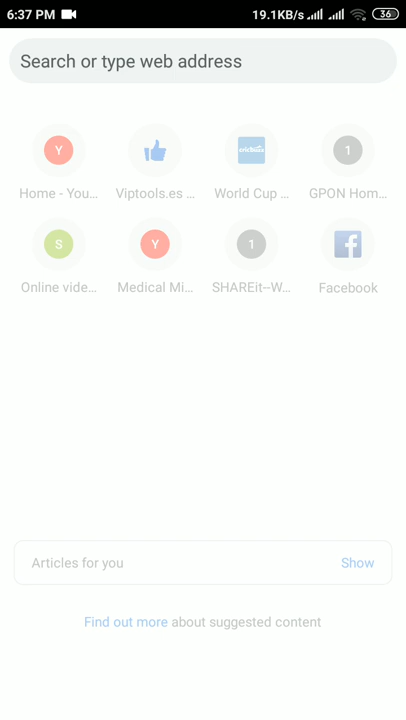 6:37 PM 19.1KB/s 36
Search or type web address
Y 1
Home - You... Viptools.es ... World Cup ... GPON Hom...
S Y 1
Online vide... Medical Mi... SHAREit--W... Facebook
Articles for you Show
Find out more about suggested content